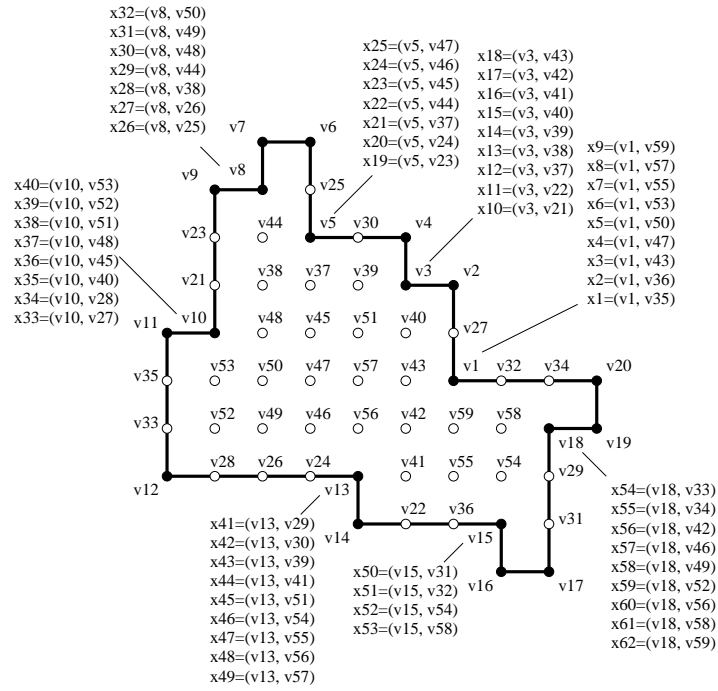 x32=(v8, v50)
x31=(v8, v49)
x30=(v8, v48)
x29=(v8, v44)
x28=(v8, v38)
x27=(v8, v26)
x26=(v8, v25)
x25=(v5, v47)
x24=(v5, v46)
x23=(v5, v45)
x22=(v5, v44)
x21=(v5, v37)
x20=(v5, v24)
x19=(v5, v23)
x18=(v3, v43)
x17=(v3, v42)
x16=(v3, v41)
x15=(v3, v40)
x14=(v3, v39)
x13=(v3, v38)
x12=(v3, v37)
x11=(v3, v22)
x10=(v3, v21)
x9=(v1, v59)
x8=(v1, v57)
x7=(v1, v55)
x6=(v1, v53)
x5=(v1, v50)
x4=(v1, v47)
x3=(v1, v43)
x2=(v1, v36)
x1=(v1, v35)
x40=(v10, v53)
x39=(v10, v52)
x38=(v10, v51)
x37=(v10, v48)
x36=(v10, v45)
x35=(v10, v40)
x34=(v10, v28)
x33=(v10, v27)
v7 v6
v9 v8 v25
v23 v44 v5 v30 v4
v21 v38 v37 v39 v3 v2
v11 v10 v48 v45 v51 v40 v27
v35 v53 v50 v47 v57 v43 v1 v32 v34 v20
v33 v52 v49 v46 v56 v42 v59 v58 v18 v19
v12 v28 v26 v24 v13 v41 v55 v54 v29
v14 v22 v36 v15 v31
v16 v17
x41=(v13, v29)
x42=(v13, v30)
x43=(v13, v39)
x44=(v13, v41)
x45=(v13, v51)
x46=(v13, v54)
x47=(v13, v55)
x48=(v13, v56)
x49=(v13, v57)
x50=(v15, v31)
x51=(v15, v32)
x52=(v15, v54)
x53=(v15, v58)
x54=(v18, v33)
x55=(v18, v34)
x56=(v18, v42)
x57=(v18, v46)
x58=(v18, v49)
x59=(v18, v52)
x60=(v18, v56)
x61=(v18, v58)
x62=(v18, v59)